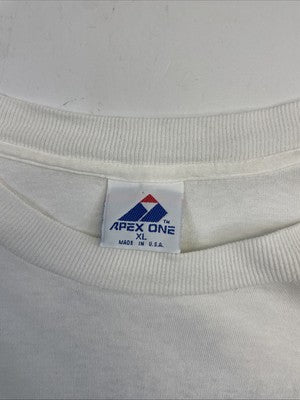 TM
APEX ONE
XL
MADE IN U.S.A.